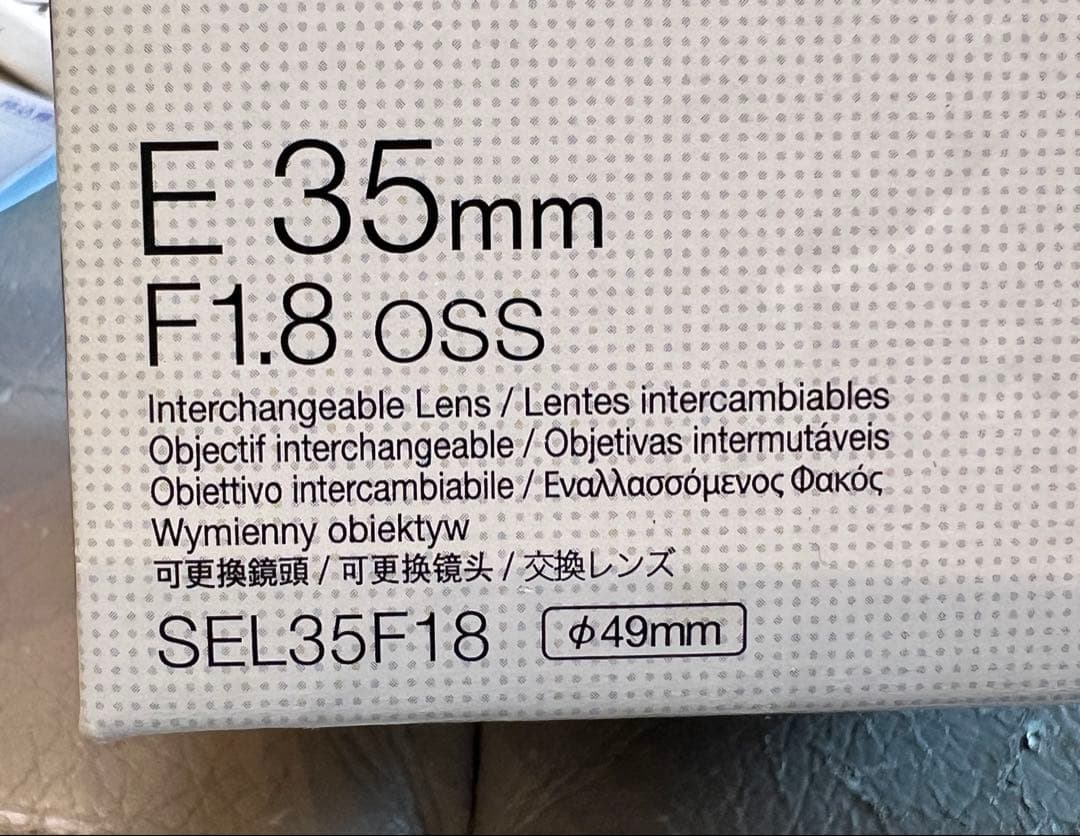 E 35mm
F1.8 OSS
Interchangeable Lens / Lentes intercambiables
Objectif interchangeable / Objetivas intermutáveis
Obiettivo intercambiabile / Εναλλασσόμενος Φακός
Wymienny obiektyw
可更換鏡頭 / 可更换镜头 / 交換レンズ
SEL35F18 ϕ49mm